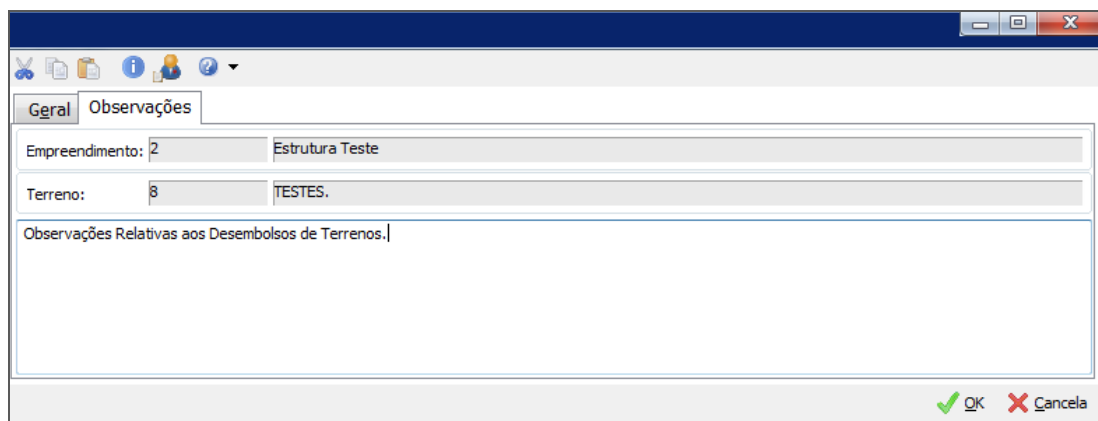 Geral Observações
Empreendimento: 2 Estrutura Teste
Terreno: 8 TESTES.
Observações Relativas aos Desembolsos de Terrenos.
OK Cancela